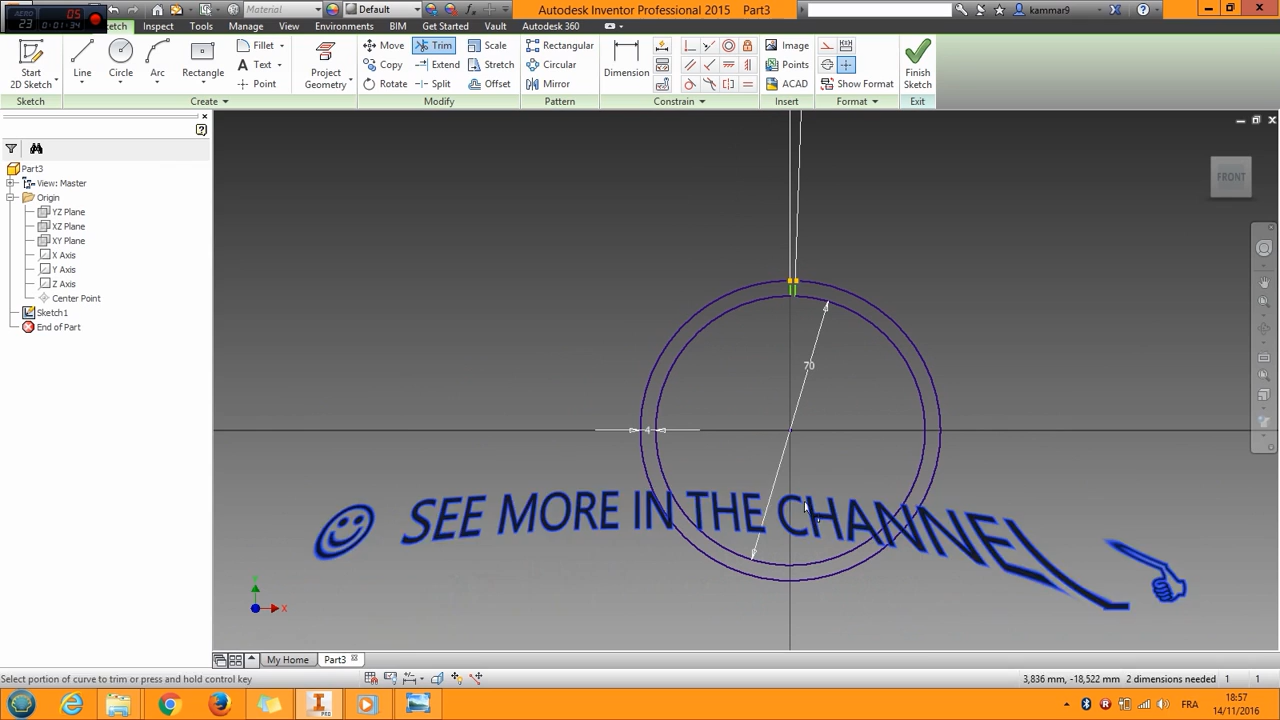 05
23
0:01:34
Material
Default
Autodesk Inventor Professional 2015 Part3
kammar9
Sketch Inspect Tools Manage View Environments BIM Get Started Vault Autodesk 360
Start
2D Sketch
Line
Circle
Arc
Rectangle
Fillet
Text
Point
Project
Geometry
Move
Copy
Rotate
Trim
Extend
Split
Scale
Stretch
Offset
Rectangular
Circular
Mirror
Dimension
Image
Points
ACAD
Show Format
Finish
Sketch
Sketch Create Modify Pattern Constrain Insert Format Exit
Part3
View: Master
Origin
YZ Plane
XZ Plane
XY Plane
X Axis
Y Axis
Z Axis
Center Point
Sketch1
End of Part
FRONT
70
4
SEE MORE IN THE CHANNEL
Y
X
My Home Part3
Select portion of curve to trim or press and hold control key
3,836 mm, -18,522 mm 2 dimensions needed 1 1
FRA
18:57
14/11/2016